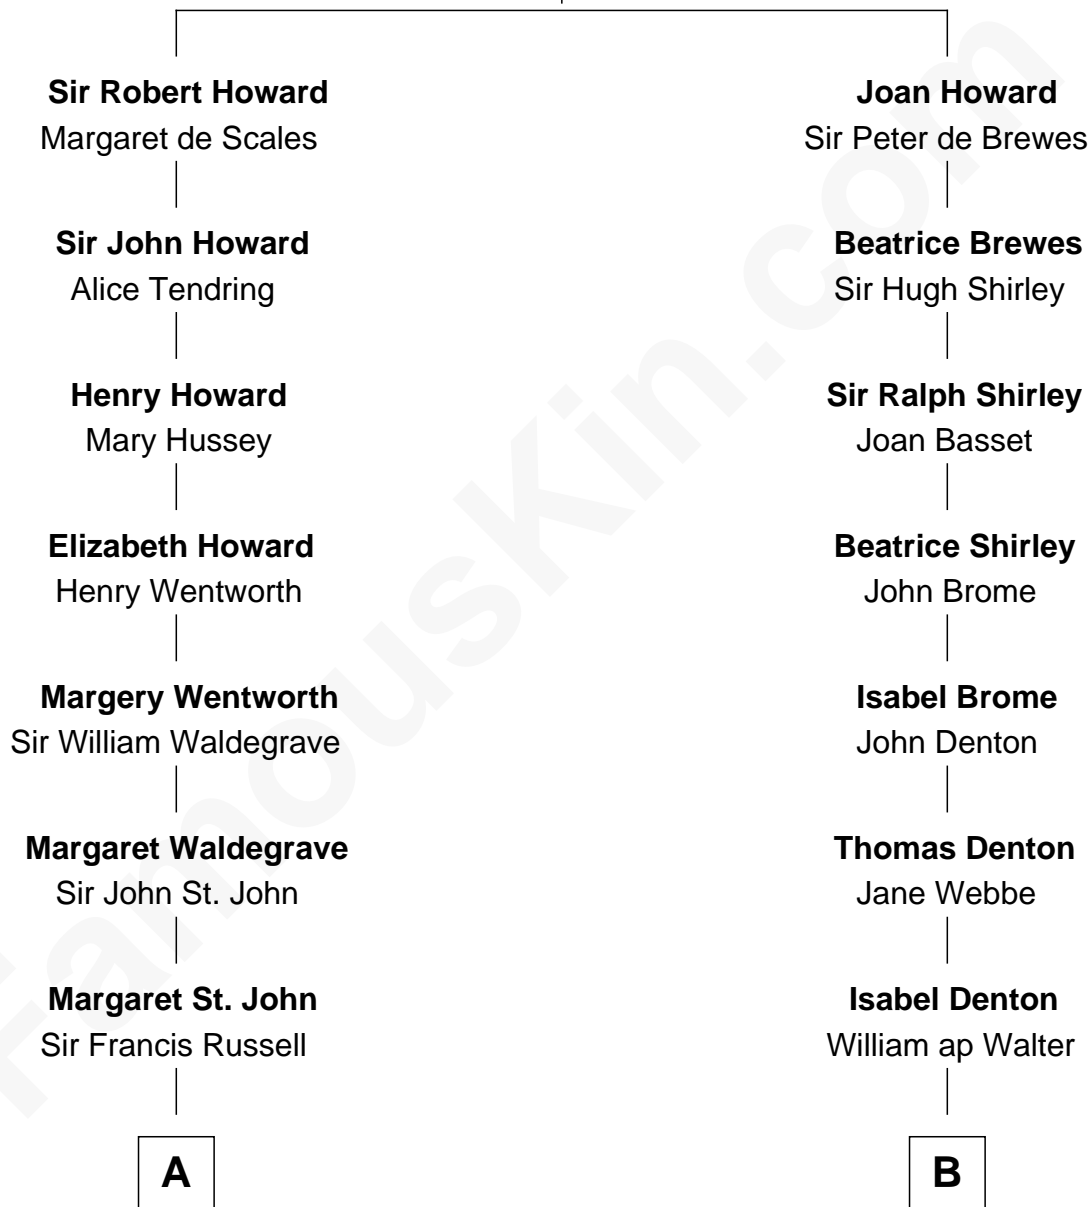 Sir Robert Howard
Margaret de Scales
Sir John Howard
Alice Tendring
Henry Howard
Mary Hussey
Elizabeth Howard
Henry Wentworth
Margery Wentworth
Sir William Waldegrave
Margaret Waldegrave
Sir John St. John
Margaret St. John
Sir Francis Russell
A
Joan Howard
Sir Peter de Brewes
Beatrice Brewes
Sir Hugh Shirley
Sir Ralph Shirley
Joan Basset
Beatrice Shirley
John Brome
Isabel Brome
John Denton
Thomas Denton
Jane Webbe
Isabel Denton
William ap Walter
B
FamousKin.com